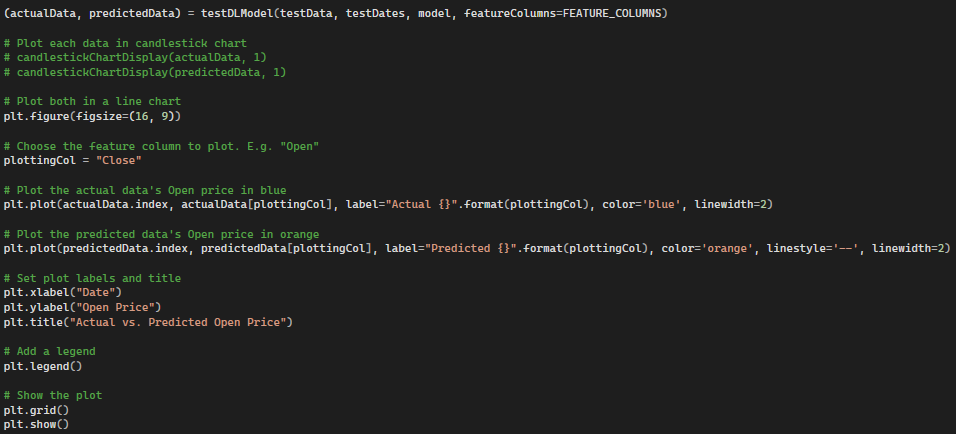 (actualData, predictedData) = testDLModel(testData, testDates, model, featureColumns=FEATURE_COLUMNS)
# Plot each data in candlestick chart
# candlestickChartDisplay(actualData, 1)
# candlestickChartDisplay(predictedData, 1)
# Plot both in a line chart
plt.figure(figsize=(16, 9))
# Choose the feature column to plot. E.g. "Open"
plottingCol = "Close"
# Plot the actual data's Open price in blue
plt.plot(actualData.index, actualData[plottingCol], label="Actual {}".format(plottingCol), color='blue', linewidth=2)
# Plot the predicted data's Open price in orange
plt.plot(predictedData.index, predictedData[plottingCol], label="Predicted {}".format(plottingCol), color='orange', linestyle='--', linewidth=2)
# Set plot labels and title
plt.xlabel("Date")
plt.ylabel("Open Price")
plt.title("Actual vs. Predicted Open Price")
# Add a legend
plt.legend()
# Show the plot
plt.grid()
plt.show()